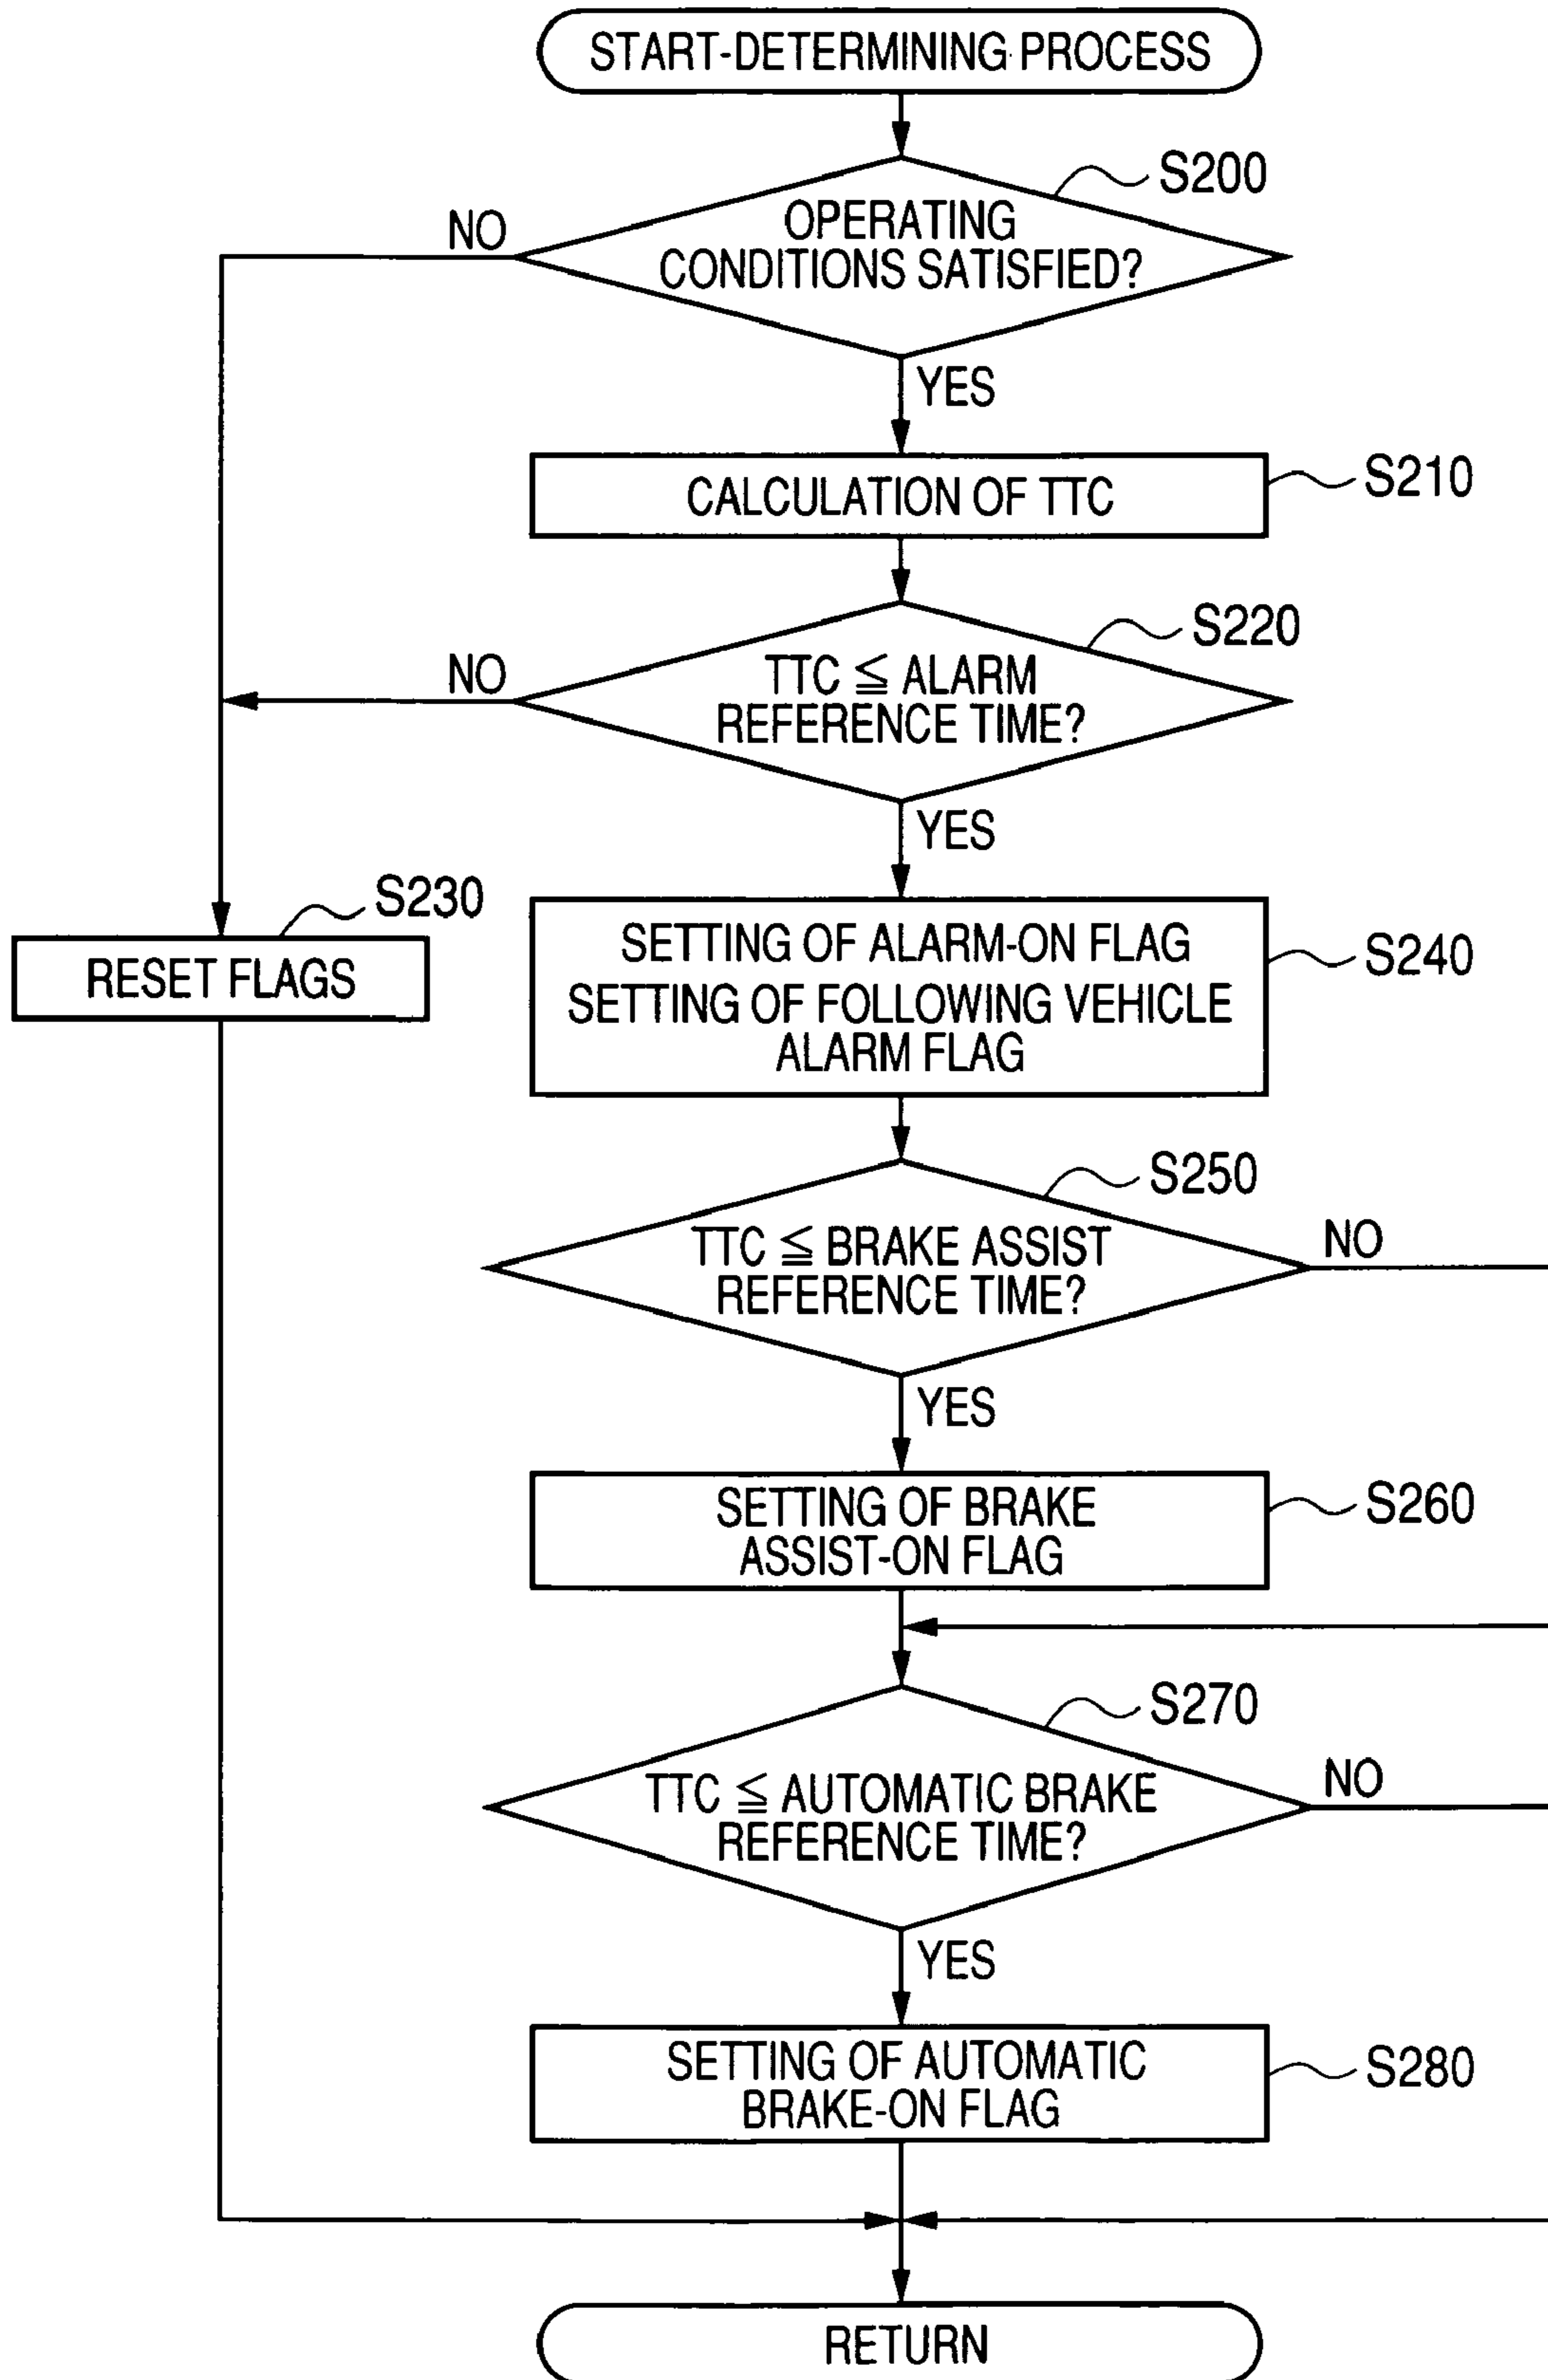 START-DETERMINING PROCESS
S200
OPERATING
CONDITIONS SATISFIED?
NO
YES
CALCULATION OF TTC
S210
S220
TTC ≦ ALARM
REFERENCE TIME?
NO
YES
S230
RESET FLAGS
SETTING OF ALARM-ON FLAG
SETTING OF FOLLOWING VEHICLE
ALARM FLAG
S240
S250
TTC ≦ BRAKE ASSIST
REFERENCE TIME?
NO
YES
SETTING OF BRAKE
ASSIST-ON FLAG
S260
S270
TTC ≦ AUTOMATIC BRAKE
REFERENCE TIME?
NO
YES
SETTING OF AUTOMATIC
BRAKE-ON FLAG
S280
RETURN